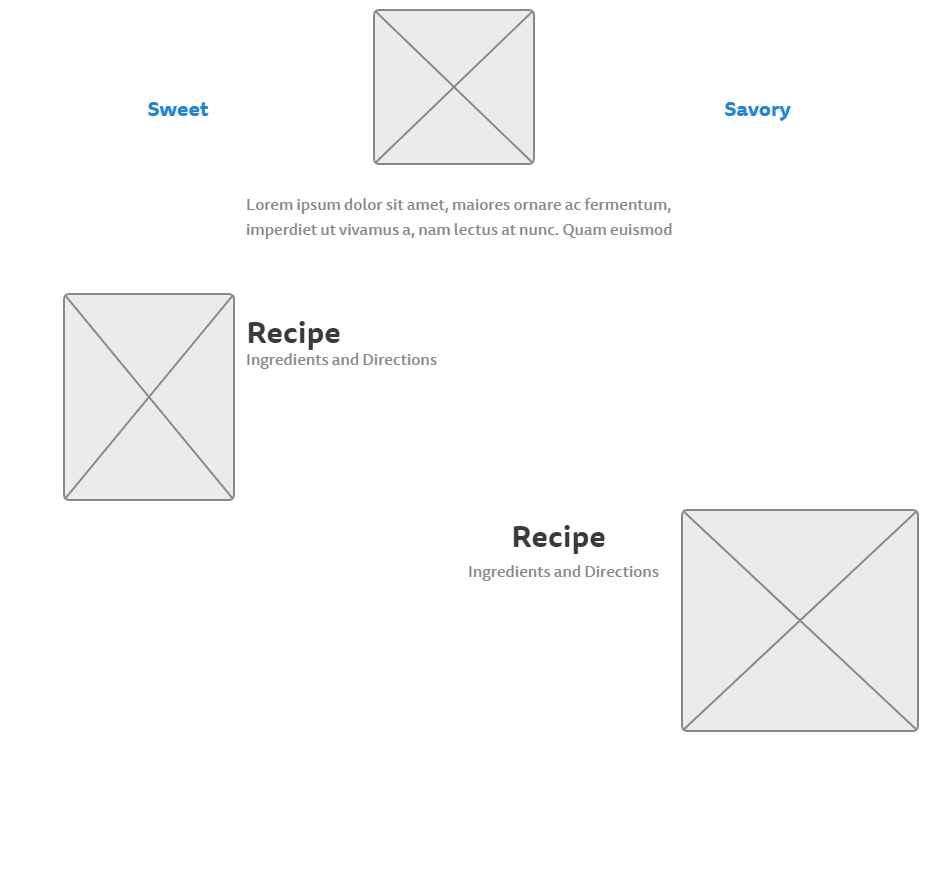 Sweet
Savory
Lorem ipsum dolor sit amet, maiores ornare ac fermentum,
imperdiet ut vivamus a, nam lectus at nunc. Quam euismod
Recipe
Ingredients and Directions
Recipe
Ingredients and Directions